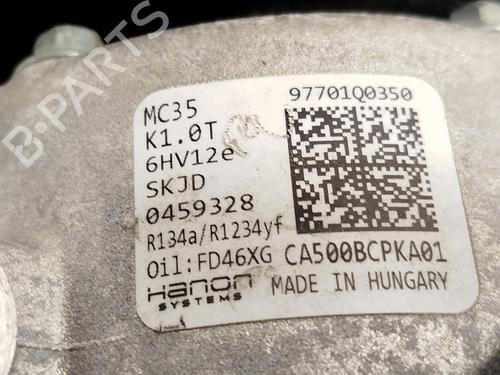 MC35
97701Q0350
K1.0T
6HV12e
SKJD
0459328
R134a/R1234yf
Oil:FD46XG CA500BCPKA01
Hanon SYSTEMS
MADE IN HUNGARY
B-PARTS